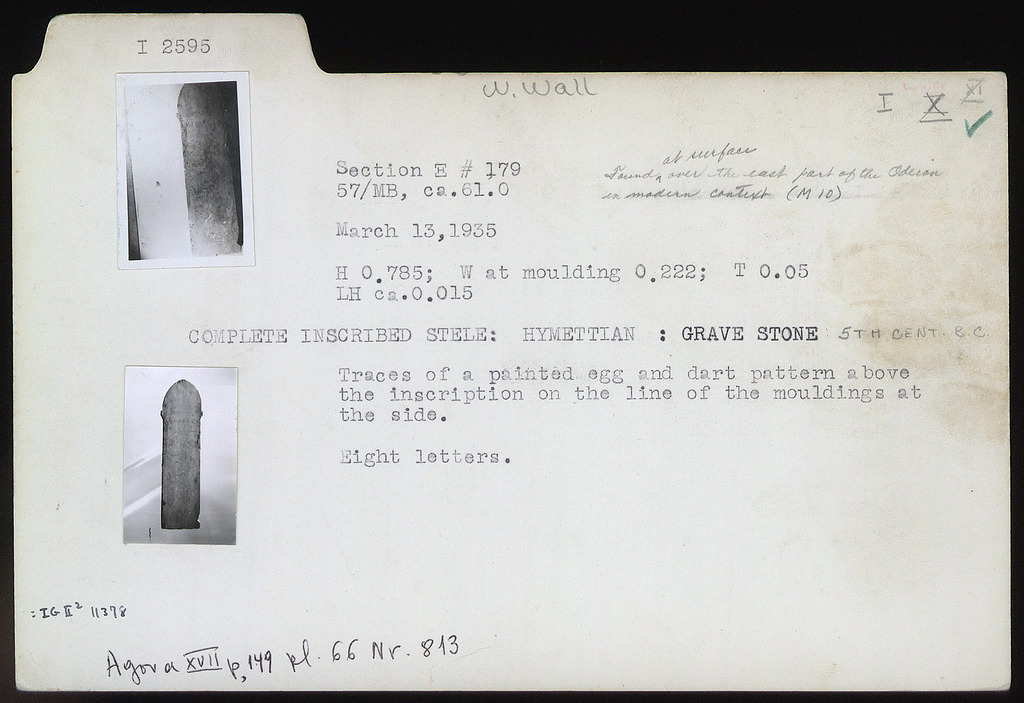 I 2595
N. Wall
I X XI
Section E # 179
57/MB, ca.61.0
at surface
Found over the east part of the Odeion
in modern context (M 10)
March 13,1935
H 0.785; W at moulding 0.222; T 0.05
LH ca.0.015
COMPLETE INSCRIBED STELE: HYMETTIAN : GRAVE STONE 5TH CENT. B.C.
Traces of a painted egg and dart pattern above
the inscription on the line of the mouldings at
the side.
Eight letters.
= IG II² 11378
Agora XVII p, 149 pl. 66 Nr. 813